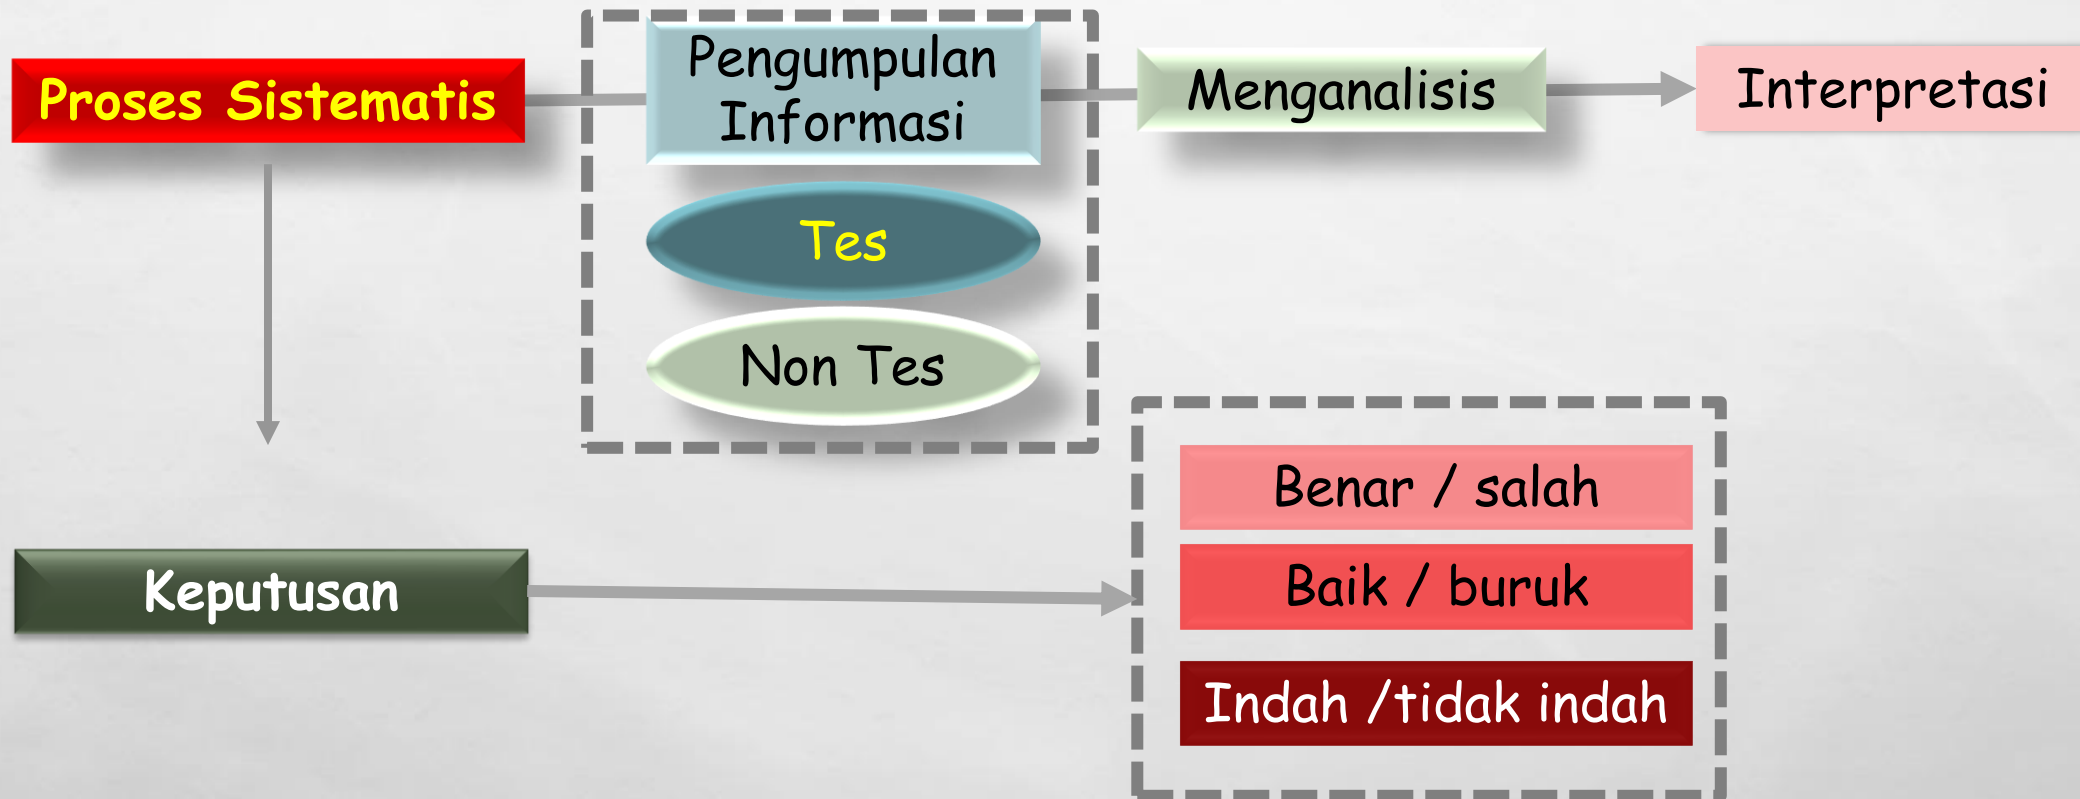 Proses Sistematis
Pengumpulan
Informasi
Tes
Non Tes
Menganalisis
Interpretasi
Keputusan
Benar / salah
Baik / buruk
Indah /tidak indah